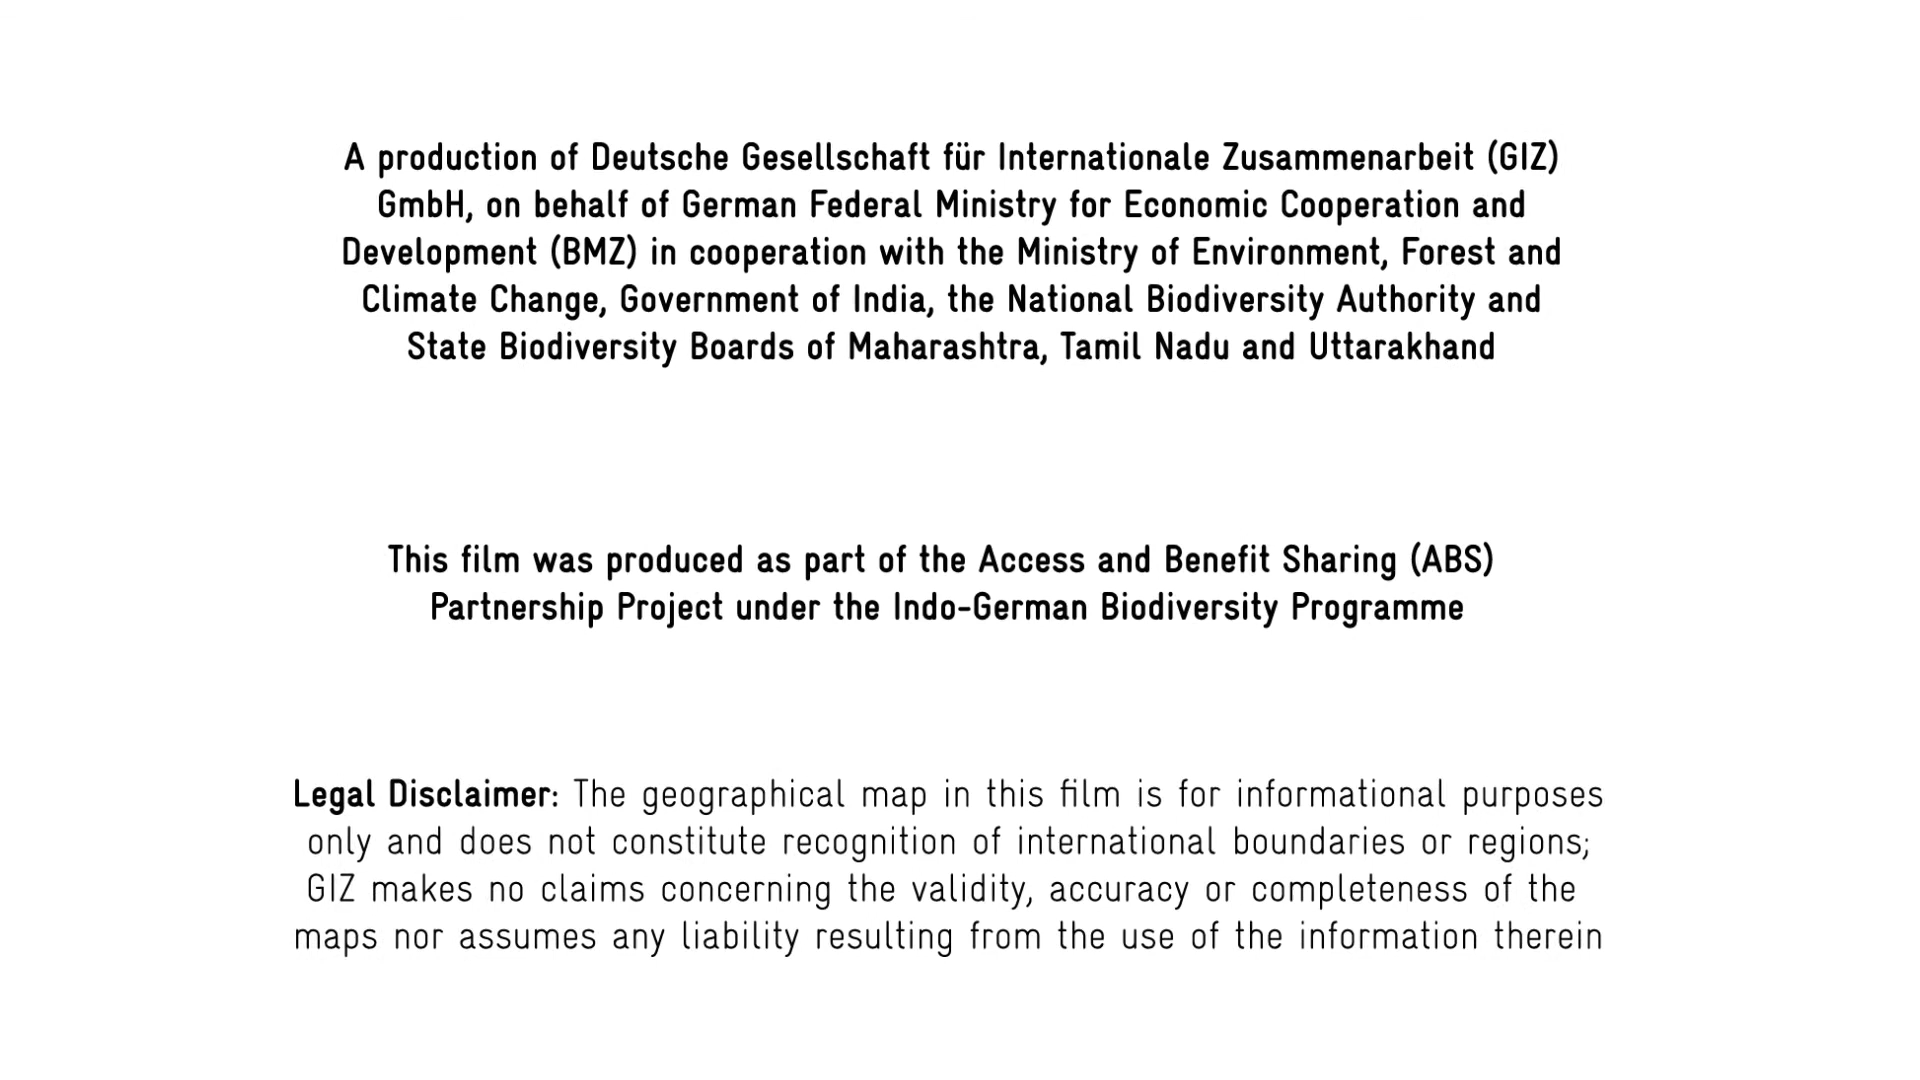 A production of Deutsche Gesellschaft für Internationale Zusammenarbeit (GIZ)
GmbH, on behalf of German Federal Ministry for Economic Cooperation and
Development (BMZ) in cooperation with the Ministry of Environment, Forest and
Climate Change, Government of India, the National Biodiversity Authority and
State Biodiversity Boards of Maharashtra, Tamil Nadu and Uttarakhand
This film was produced as part of the Access and Benefit Sharing (ABS)
Partnership Project under the Indo-German Biodiversity Programme
Legal Disclaimer: The geographical map in this film is for informational purposes
only and does not constitute recognition of international boundaries or regions;
GIZ makes no claims concerning the validity, accuracy or completeness of the
maps nor assumes any liability resulting from the use of the information therein